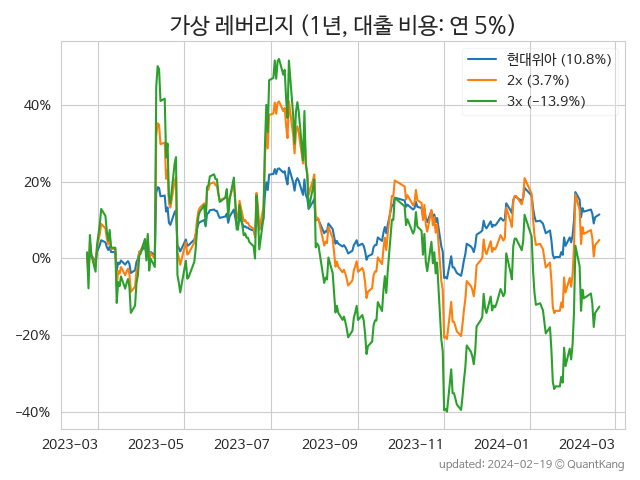 가상 레버리지 (1년, 대출 비용: 연 5%)
현대위아 (10.8%)
2x (3.7%)
3x (−13.9%)
40%
20%
0%
−20%
−40%
2023-03 2023-05 2023-07 2023-09 2023-11 2024-01 2024-03
updated: 2024-02-19 © QuantKang